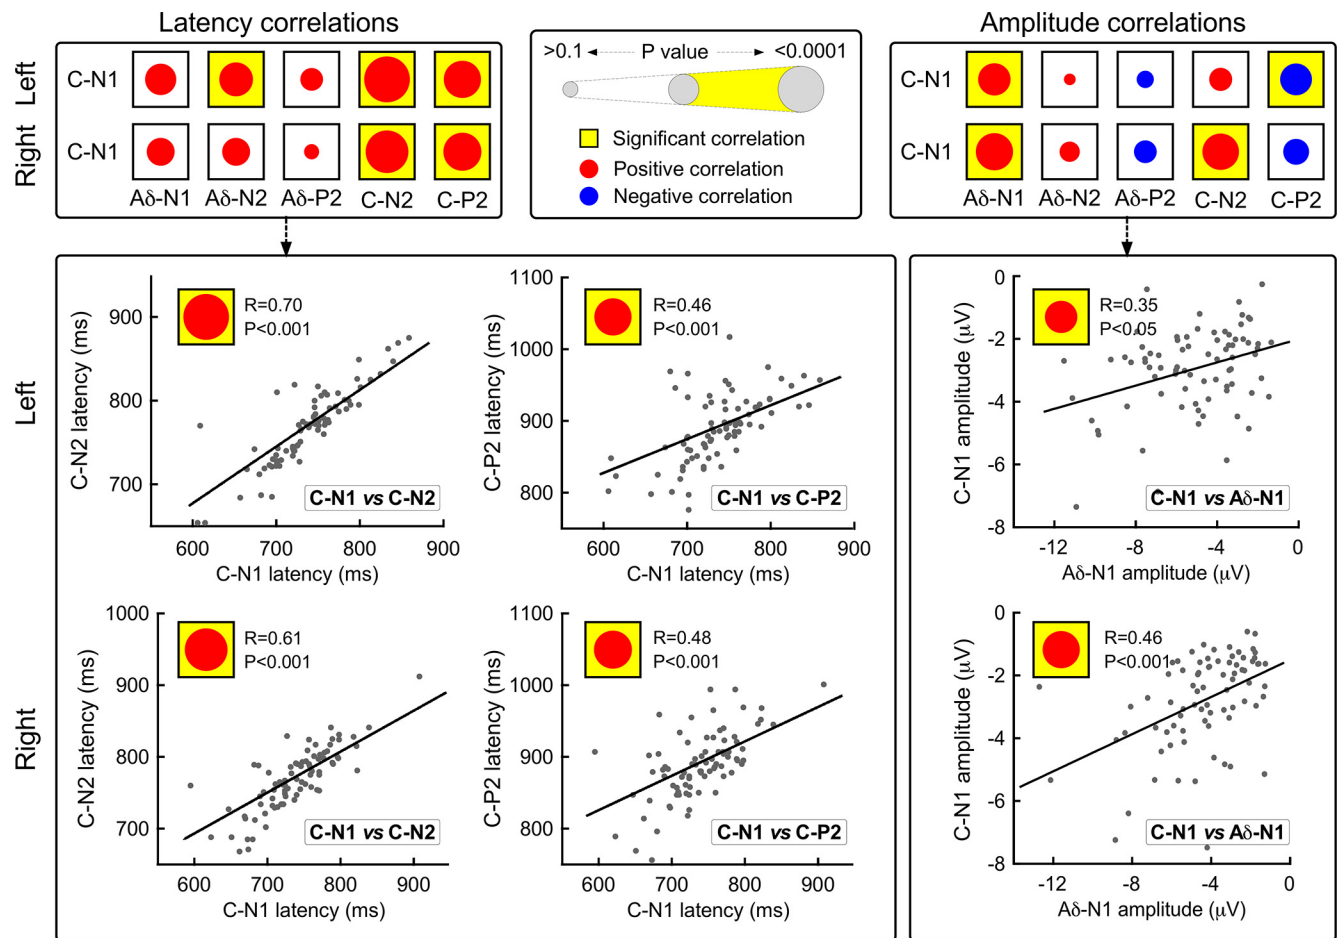 Latency correlations
Amplitude correlations
>0.1 P value <0.0001
Significant correlation
Positive correlation
Negative correlation
Left
C-N1
Right
C-N1
Aδ-N1 Aδ-N2 Aδ-P2 C-N2 C-P2
C-N1
C-N1
Aδ-N1 Aδ-N2 Aδ-P2 C-N2 C-P2
Left
C-N2 latency (ms)
900
800
700
R=0.70
P<0.001
C-N1 vs C-N2
600 700 800 900
C-N1 latency (ms)
C-P2 latency (ms)
1100
1000
900
800
R=0.46
P<0.001
C-N1 vs C-P2
600 700 800 900
C-N1 latency (ms)
C-N1 amplitude (μV)
0
-2
-4
-6
-8
R=0.35
P<0.05
C-N1 vs Aδ-N1
-12 -8 -4 0
Aδ-N1 amplitude (μV)
Right
C-N2 latency (ms)
1000
900
800
700
R=0.61
P<0.001
C-N1 vs C-N2
600 700 800 900
C-N1 latency (ms)
C-P2 latency (ms)
1100
1000
900
800
R=0.48
P<0.001
C-N1 vs C-P2
600 700 800 900
C-N1 latency (ms)
C-N1 amplitude (μV)
0
-2
-4
-6
-8
R=0.46
P<0.001
C-N1 vs Aδ-N1
-12 -8 -4 0
Aδ-N1 amplitude (μV)